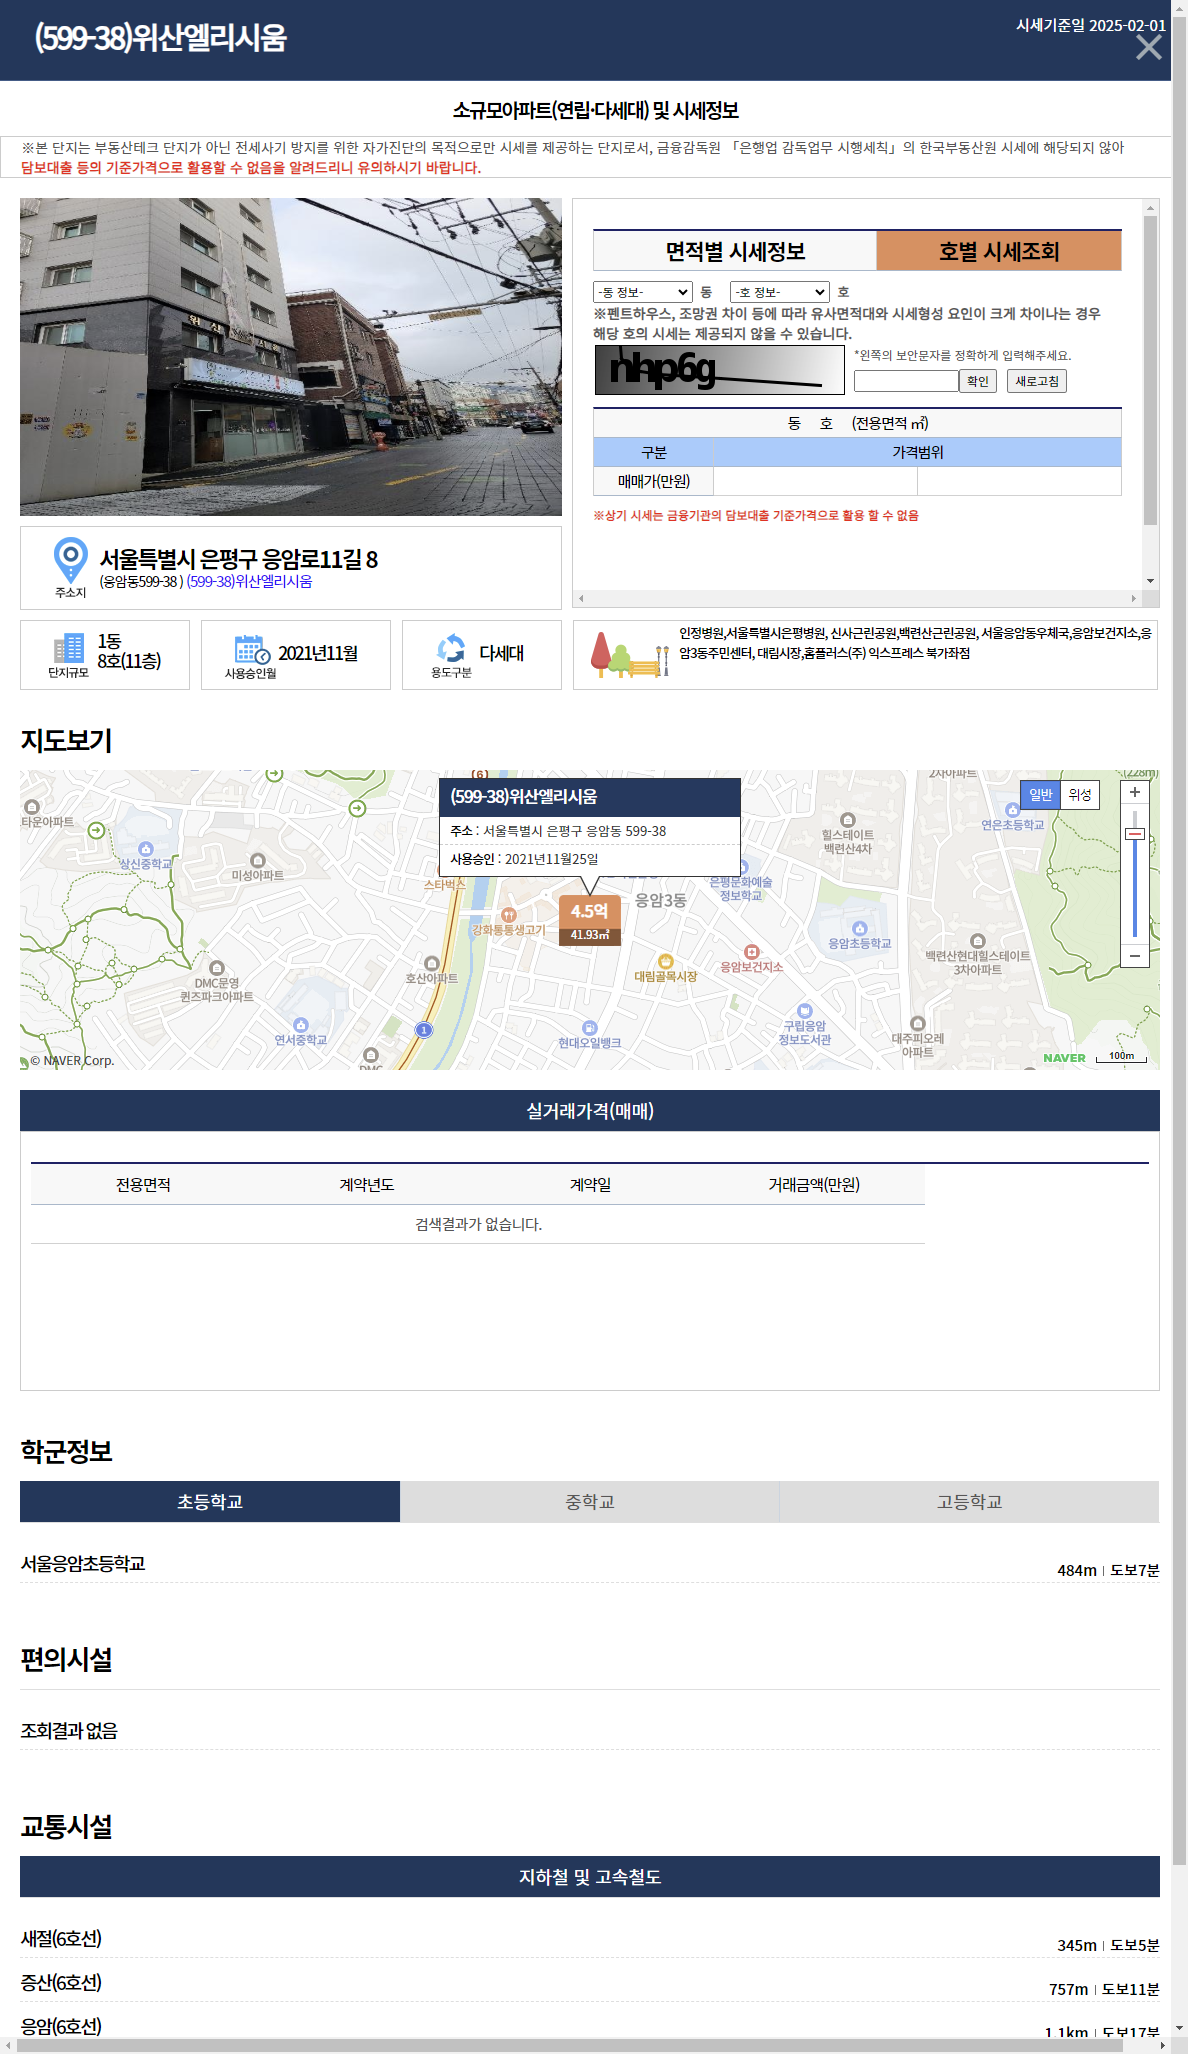 (599-38)위산엘리시움
시세기준일 2025-02-01
소규모아파트(연립·다세대) 및 시세정보
※본 단지는 부동산테크 단지가 아닌 전세사기 방지를 위한 자가진단의 목적으로만 시세를 제공하는 단지로서, 금융감독원 「은행업 감독업무 시행세칙」의 한국부동산원 시세에 해당되지 않아
담보대출 등의 기준가격으로 활용할 수 없음을 알려드리니 유의하시기 바랍니다.
위 산
면적별 시세정보
호별 시세조회
-동 정보- 동 -호 정보- 호
※펜트하우스, 조망권 차이 등에 따라 유사면적대와 시세형성 요인이 크게 차이나는 경우
해당 호의 시세는 제공되지 않을 수 있습니다.
nhp6g
*왼쪽의 보안문자를 정확하게 입력해주세요.
확인 새로고침
동 호 (전용면적 ㎡)
구분 가격범위
매매가(만원)
※상기 시세는 금융기관의 담보대출 기준가격으로 활용 할 수 없음
주소지
서울특별시 은평구 응암로11길 8
(응암동599-38 ) (599-38)위산엘리시움
단지규모
1동
8호(11층)
사용승인월
2021년11월
용도구분
다세대
인정병원,서울특별시은평병원, 신사근린공원,백련산근린공원, 서울응암동우체국,응암보건지소,응
암3동주민센터, 대림시장,홈플러스(주) 익스프레스 북가좌점
지도보기
(6)
2차아파트
(228m)
일반 위성
타운아파트
상신중학교
미성아파트
스타벅스
강화통통생고기
(599-38)위산엘리시움
주소 : 서울특별시 은평구 응암동 599-38
사용승인 : 2021년11월25일
4.5억
41.93㎡
응암3동
은평문화예술
정보학교
힐스테이트
백련산4차
연은초등학교
응암초등학교
백련산현대힐스테이트
3차아파트
응암보건지소
대림골목시장
호산아파트
DMC문영
퀸즈파크아파트
연서중학교
1
현대오일뱅크
구립응암
정보도서관
대주피오레
아파트
DMC
© NAVER Corp.
NAVER
100m
실거래가격(매매)
전용면적 계약년도 계약일 거래금액(만원)
검색결과가 없습니다.
학군정보
초등학교 중학교 고등학교
서울응암초등학교
484m 도보7분
편의시설
조회결과 없음
교통시설
지하철 및 고속철도
새절(6호선)
345m 도보5분
증산(6호선)
757m 도보11분
응암(6호선)
1.1km 도보17분